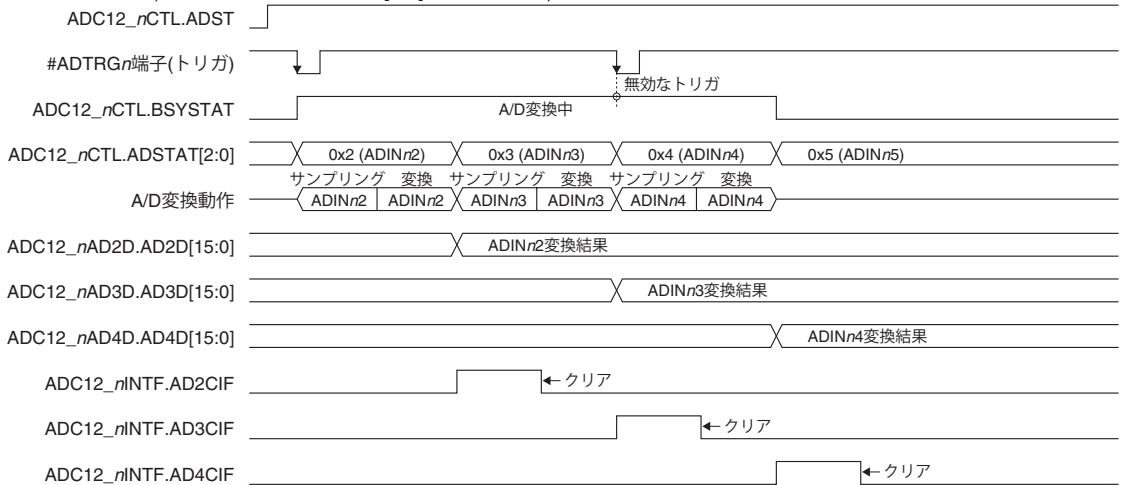 ADC12_nCTL.ADST
#ADTRGn端子(トリガ)
無効なトリガ
ADC12_nCTL.BSYSTAT
A/D変換中
ADC12_nCTL.ADSTAT[2:0]
0x2 (ADINn2) 0x3 (ADINn3) 0x4 (ADINn4) 0x5 (ADINn5)
サンプリング 変換 サンプリング 変換 サンプリング 変換
A/D変換動作
ADINn2 ADINn2 ADINn3 ADINn3 ADINn4 ADINn4
ADC12_nAD2D.AD2D[15:0]
ADINn2変換結果
ADC12_nAD3D.AD3D[15:0]
ADINn3変換結果
ADC12_nAD4D.AD4D[15:0]
ADINn4変換結果
ADC12_nINTF.AD2CIF
クリア
ADC12_nINTF.AD3CIF
クリア
ADC12_nINTF.AD4CIF
クリア